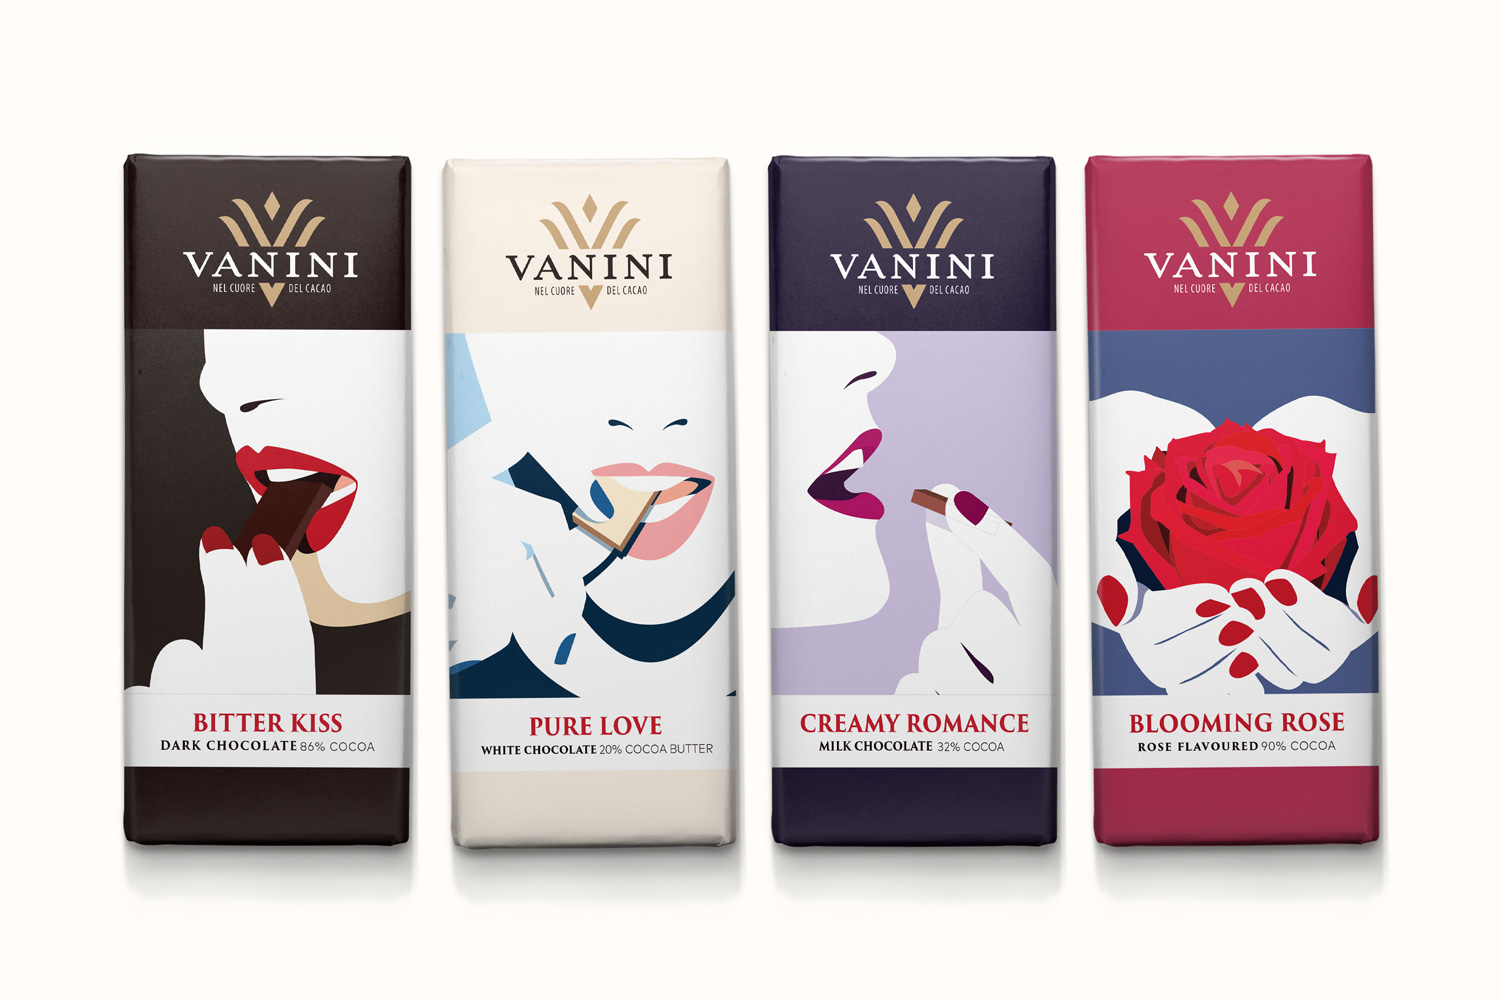 VANINI
NEL CUORE DEL CACAO
BITTER KISS
DARK CHOCOLATE 86% COCOA
VANINI
NEL CUORE DEL CACAO
PURE LOVE
WHITE CHOCOLATE 20% COCOA BUTTER
VANINI
NEL CUORE DEL CACAO
CREAMY ROMANCE
MILK CHOCOLATE 32% COCOA
VANINI
NEL CUORE DEL CACAO
BLOOMING ROSE
ROSE FLAVOURED 90% COCOA